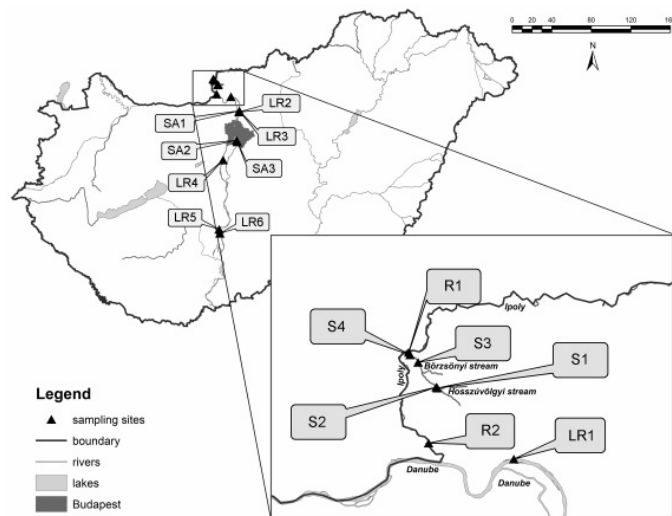 0 20 40 80 120 16
N
LR2
SA1
LR3
SA2
SA3
LR4
LR5
LR6
R1
Ipoly
S4
S3
Börzsönyi stream
S1
Ipoly
Hosszúvölgyi stream
S2
R2
LR1
Danube
Danube
Legend
sampling sites
boundary
rivers
lakes
Budapest